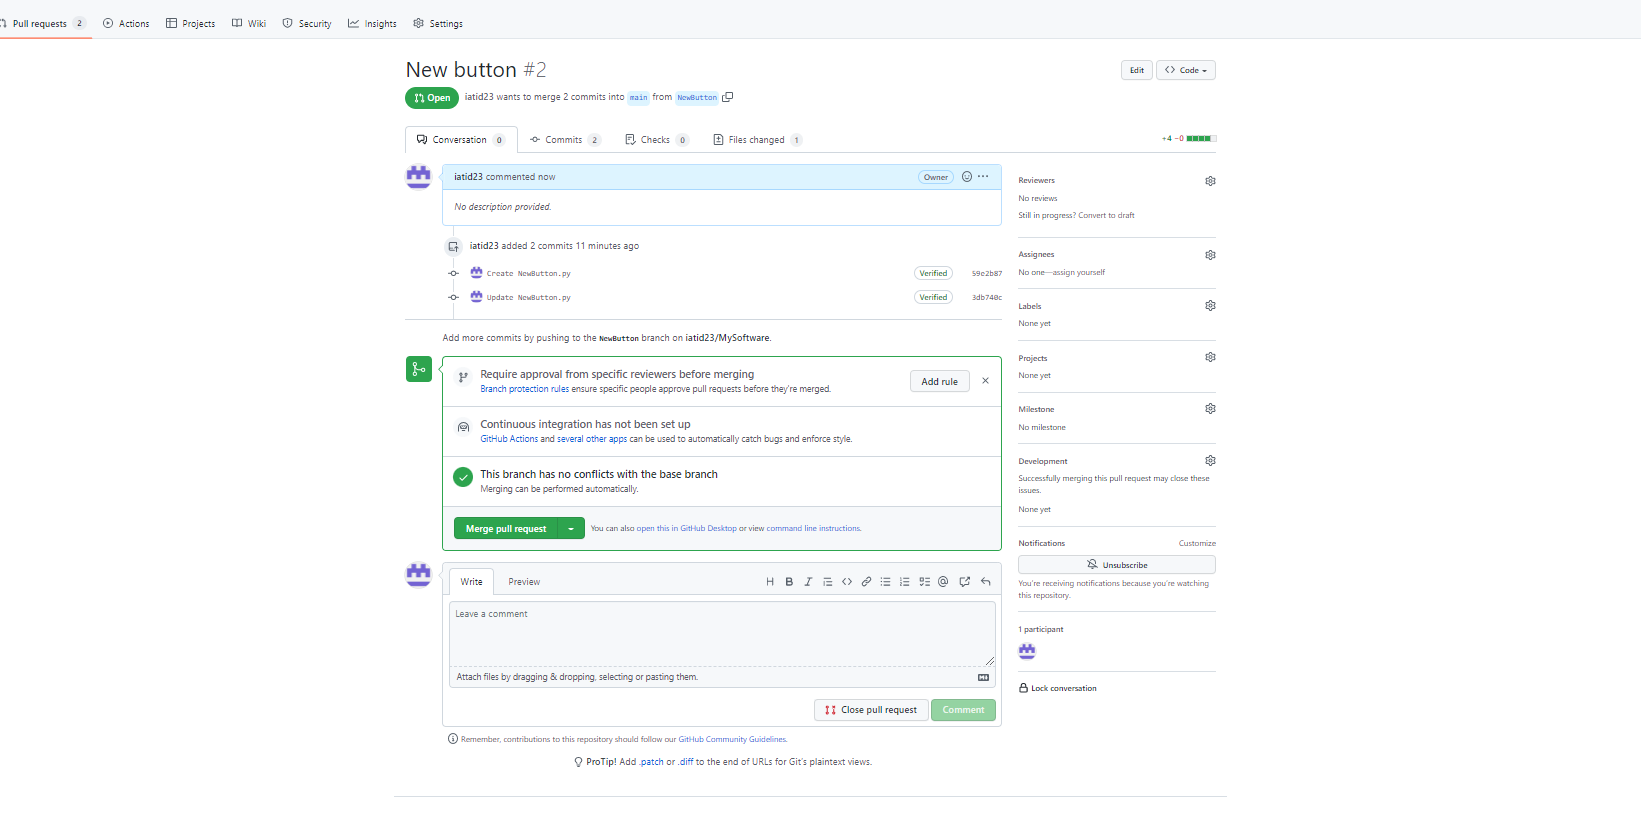 Pull requests 2 Actions Projects Wiki Security Insights Settings
New button #2
Edit Code
Open iatid23 wants to merge 2 commits into main from NewButton
Conversation 0 Commits 2 Checks 0 Files changed 1 +4 −0
iatid23 commented now Owner
No description provided.
iatid23 added 2 commits 11 minutes ago
Create NewButton.py Verified 59e2b87
Update NewButton.py Verified 3db740c
Add more commits by pushing to the NewButton branch on iatid23/MySoftware.
Require approval from specific reviewers before merging
Branch protection rules ensure specific people approve pull requests before they're merged.
Add rule
Continuous integration has not been set up
GitHub Actions and several other apps can be used to automatically catch bugs and enforce style.
This branch has no conflicts with the base branch
Merging can be performed automatically.
Merge pull request You can also open this in GitHub Desktop or view command line instructions.
Write Preview
Leave a comment
Attach files by dragging & dropping, selecting or pasting them.
Close pull request Comment
Remember, contributions to this repository should follow our GitHub Community Guidelines.
ProTip! Add .patch or .diff to the end of URLs for Git's plaintext views.
Reviewers
No reviews
Still in progress? Convert to draft
Assignees
No one—assign yourself
Labels
None yet
Projects
None yet
Milestone
No milestone
Development
Successfully merging this pull request may close these
issues.
None yet
Notifications Customize
Unsubscribe
You're receiving notifications because you're watching
this repository.
1 participant
Lock conversation